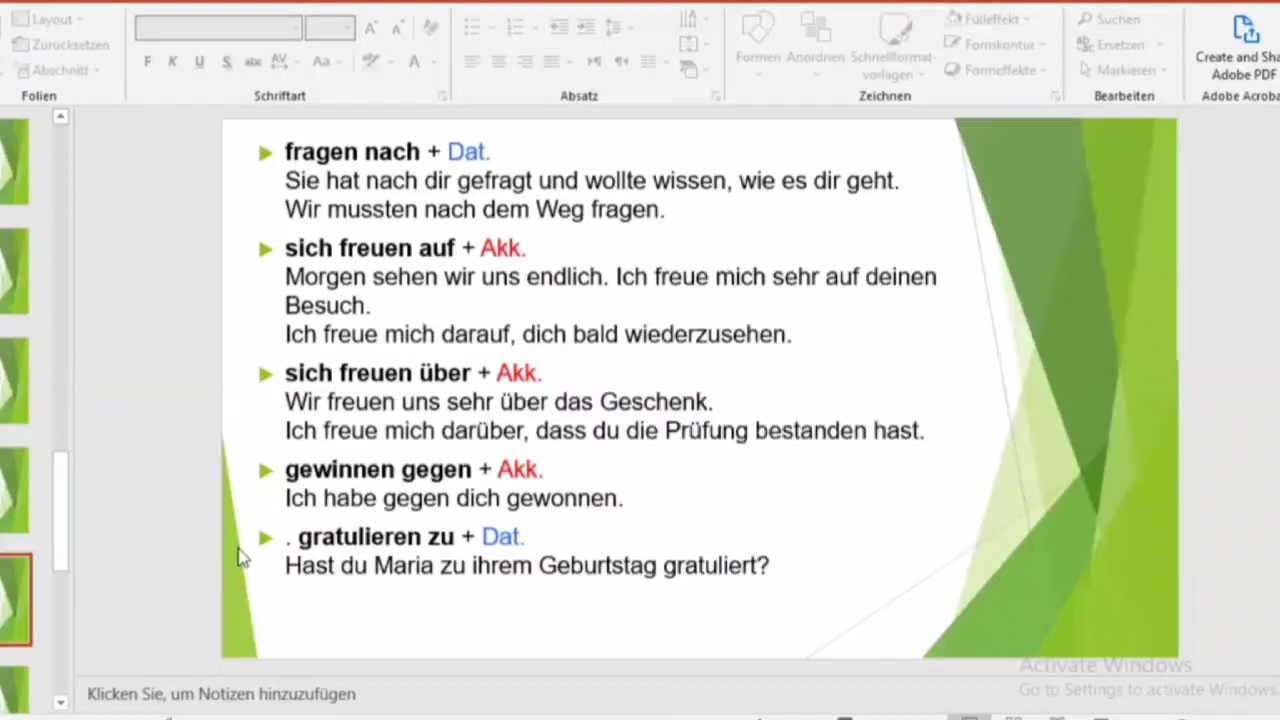 Layout
Zurücksetzen
Abschnitt
Folien
F K U S abc AV Aa A
Schriftart
Absatz
Formen Anordnen Schnellformat-
vorlagen
Fülleffekt
Formkontur
Formeffekte
Zeichnen
Suchen
Ersetzen
Markieren
Bearbeiten
Create and Sha
Adobe PDF
Adobe Acroba
fragen nach + Dat.
Sie hat nach dir gefragt und wollte wissen, wie es dir geht.
Wir mussten nach dem Weg fragen.
sich freuen auf + Akk.
Morgen sehen wir uns endlich. Ich freue mich sehr auf deinen
Besuch.
Ich freue mich darauf, dich bald wiederzusehen.
sich freuen über + Akk.
Wir freuen uns sehr über das Geschenk.
Ich freue mich darüber, dass du die Prüfung bestanden hast.
gewinnen gegen + Akk.
Ich habe gegen dich gewonnen.
. gratulieren zu + Dat.
Hast du Maria zu ihrem Geburtstag gratuliert?
Activate Windows
Go to Settings to activate Windows.
Klicken Sie, um Notizen hinzuzufügen